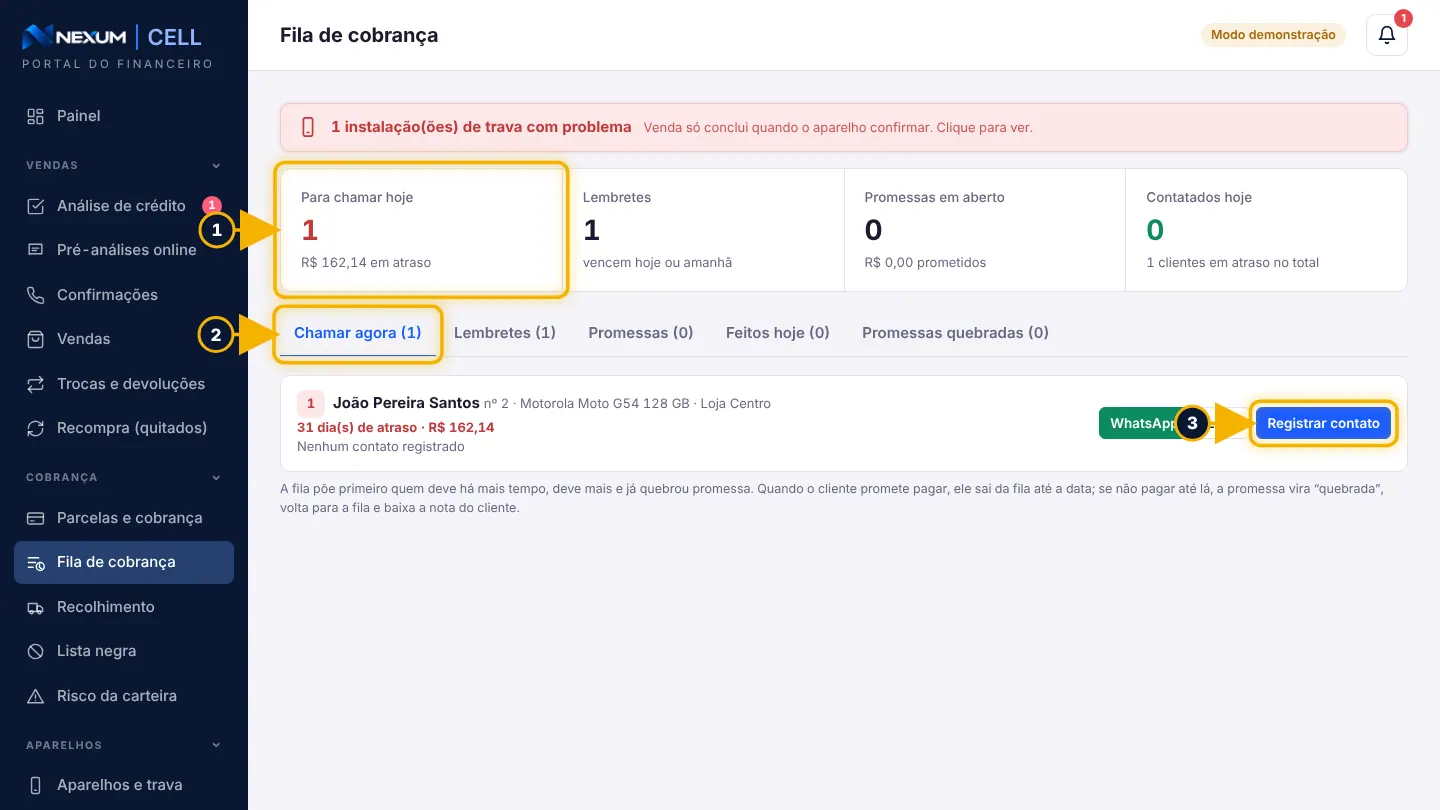 NEXUM | CELL
PORTAL DO FINANCEIRO
Painel
VENDAS
Análise de crédito 1
Pré-análises online
Confirmações
Vendas
Trocas e devoluções
Recompra (quitados)
COBRANÇA
Parcelas e cobrança
Fila de cobrança
Recolhimento
Lista negra
Risco da carteira
APARELHOS
Aparelhos e trava
Fila de cobrança
Modo demonstração
1
1 instalação(ões) de trava com problema Venda só conclui quando o aparelho confirmar. Clique para ver.
1
Para chamar hoje
1
R$ 162,14 em atraso
Lembretes
1
vencem hoje ou amanhã
Promessas em aberto
0
R$ 0,00 prometidos
Contatados hoje
0
1 clientes em atraso no total
2
Chamar agora (1) Lembretes (1) Promessas (0) Feitos hoje (0) Promessas quebradas (0)
1 João Pereira Santos nº 2 · Motorola Moto G54 128 GB · Loja Centro
31 dia(s) de atraso · R$ 162,14
Nenhum contato registrado
WhatsApp
3
Registrar contato
A fila põe primeiro quem deve há mais tempo, deve mais e já quebrou promessa. Quando o cliente promete pagar, ele sai da fila até a data; se não pagar até lá, a promessa vira “quebrada”,
volta para a fila e baixa a nota do cliente.